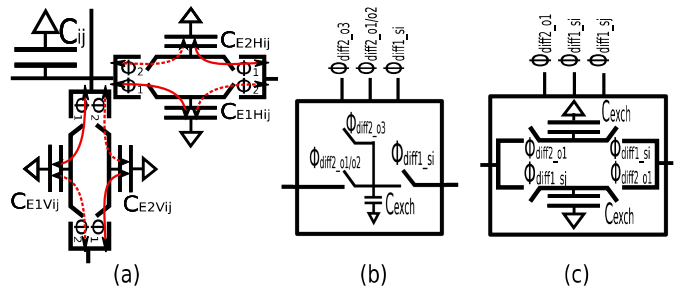 Cij
CE2Hij
Φ2 Φ1
Φ1 Φ2
CE1Hij
Φ1 Φ2
CE1Vij CE2Vij
Φ2 Φ1
(a)
Φdiff2_o3 Φdiff2_o1/o2 Φdiff1_si
Φdiff2_o3
Φdiff2_o1/o2 Φdiff1_si
Cexch
(b)
Φdiff2_o1 Φdiff1_si Φdiff1_sj
Cexch
Φdiff2_o1 Φdiff1_si
Φdiff1_sj Φdiff2_o1
Cexch
(c)